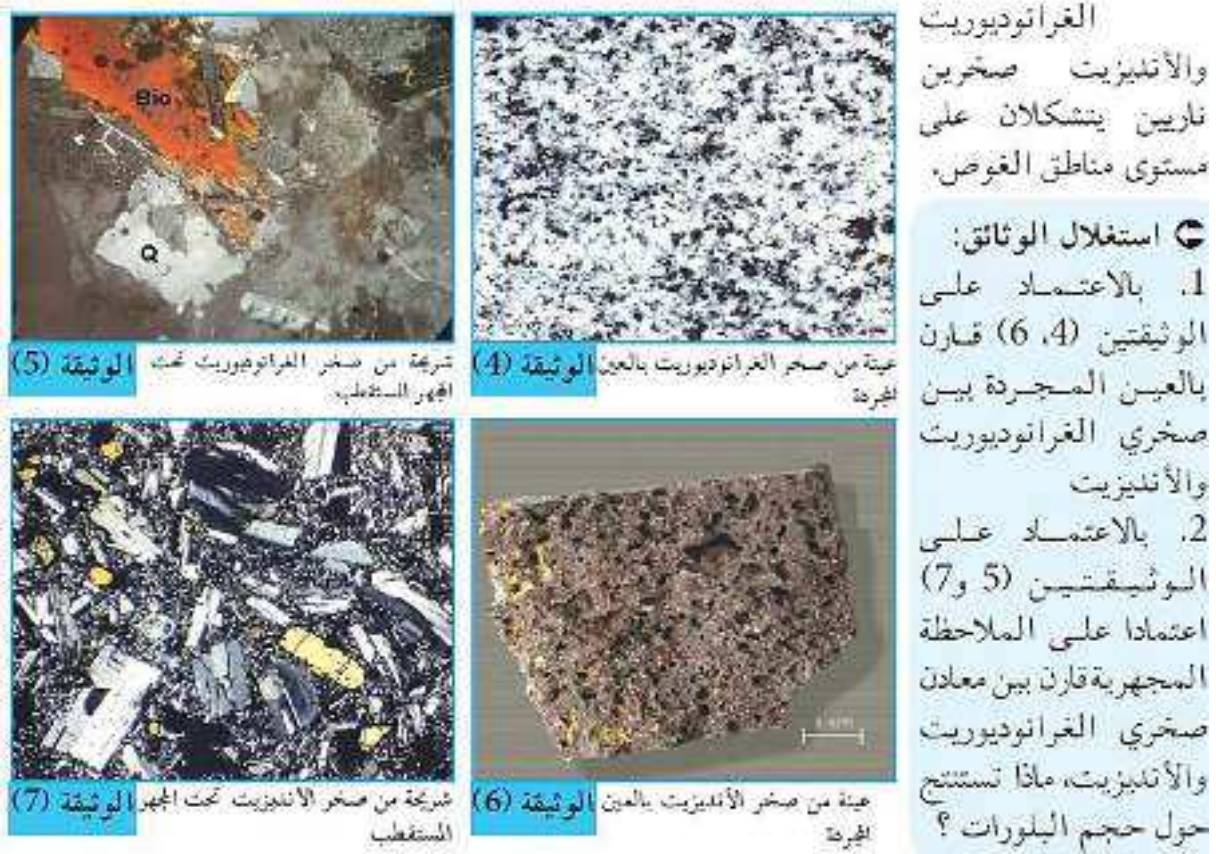 الغرانوديوريت
والأنديزيت صخرين
ناريين يتشكلان على
مستوى مناطق الغوص.
استغلال الوثائق:
1. بالاعتماد على
الوثيقتين (4، 6) قارن
بالعين المجردة بين
صخري الغرانوديوريت
والأنديزيت
2. بالاعتماد على
الوثيقتين (5 و7)
اعتمادا على الملاحظة
المجهرية قارن بين معادن
صخري الغرانوديوريت
والأنديزيت، ماذا تستنتج
حول حجم البلورات ؟
الوثيقة (4) عينة من صخر الغرانوديوريت بالعين
المجردة
Bio
Q
الوثيقة (5) شريحة من صخر الغرانوديوريت تحت
المجهر المستقطب.
الوثيقة (6) عينة من صخر الأنديزيت بالعين
المجردة
الوثيقة (7) شريحة من صخر الأنديزيت تحت المجهر
المستقطب